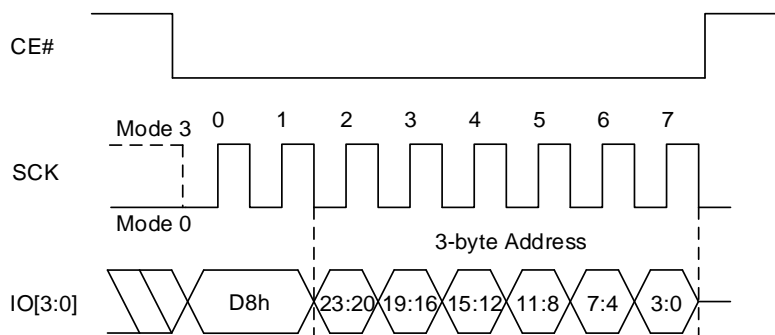 CE#
Mode 3 0 1 2 3 4 5 6 7
SCK
Mode 0
3-byte Address
IO[3:0] D8h 23:20 19:16 15:12 11:8 7:4 3:0